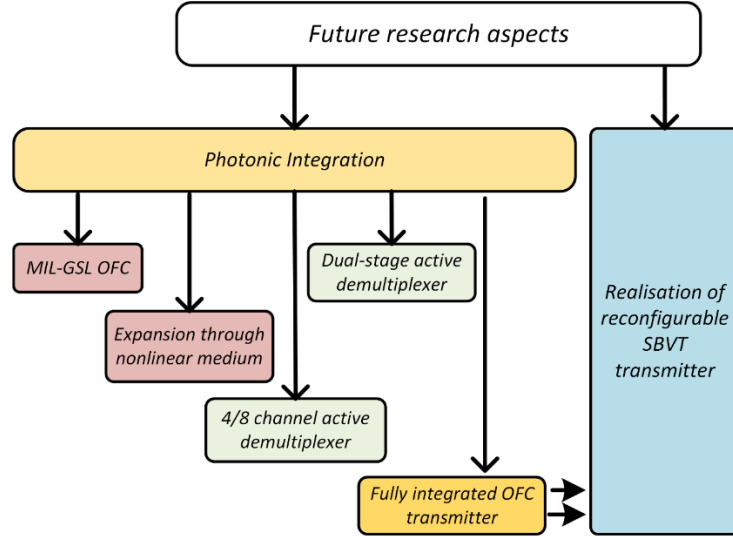 Future research aspects
Photonic Integration
MIL-GSL OFC
Dual-stage active
demultiplexer
Expansion through
nonlinear medium
4/8 channel active
demultiplexer
Fully integrated OFC
transmitter
Realisation of
reconfigurable
SBVT
transmitter